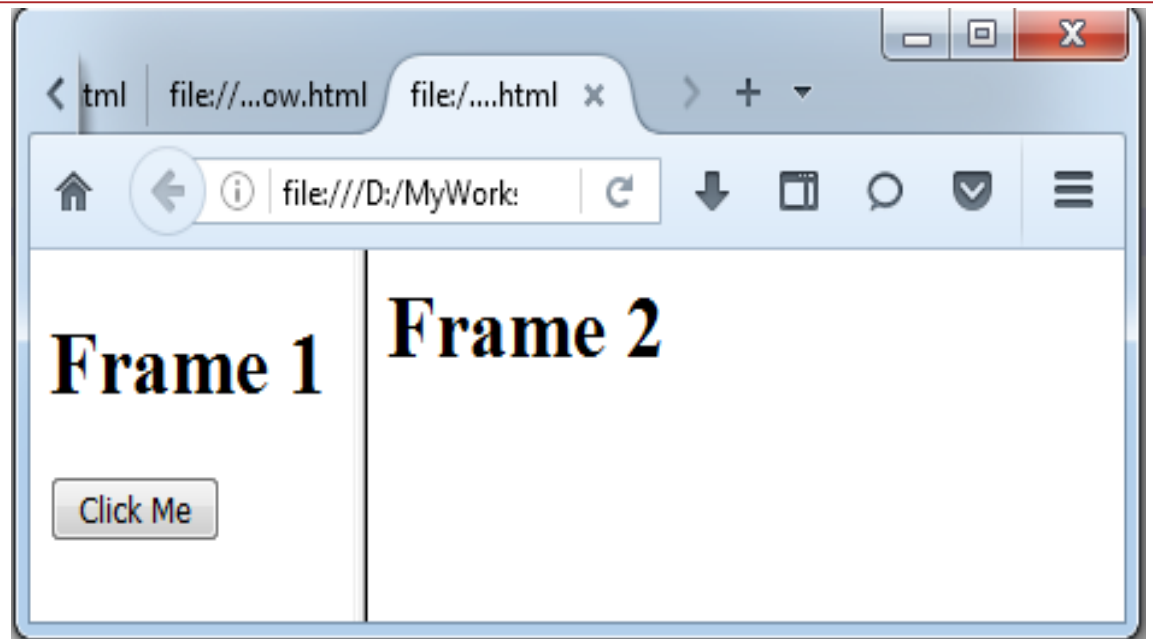 tml file://...ow.html file:/....html
file:///D:/MyWork
Frame 1
Click Me
Frame 2